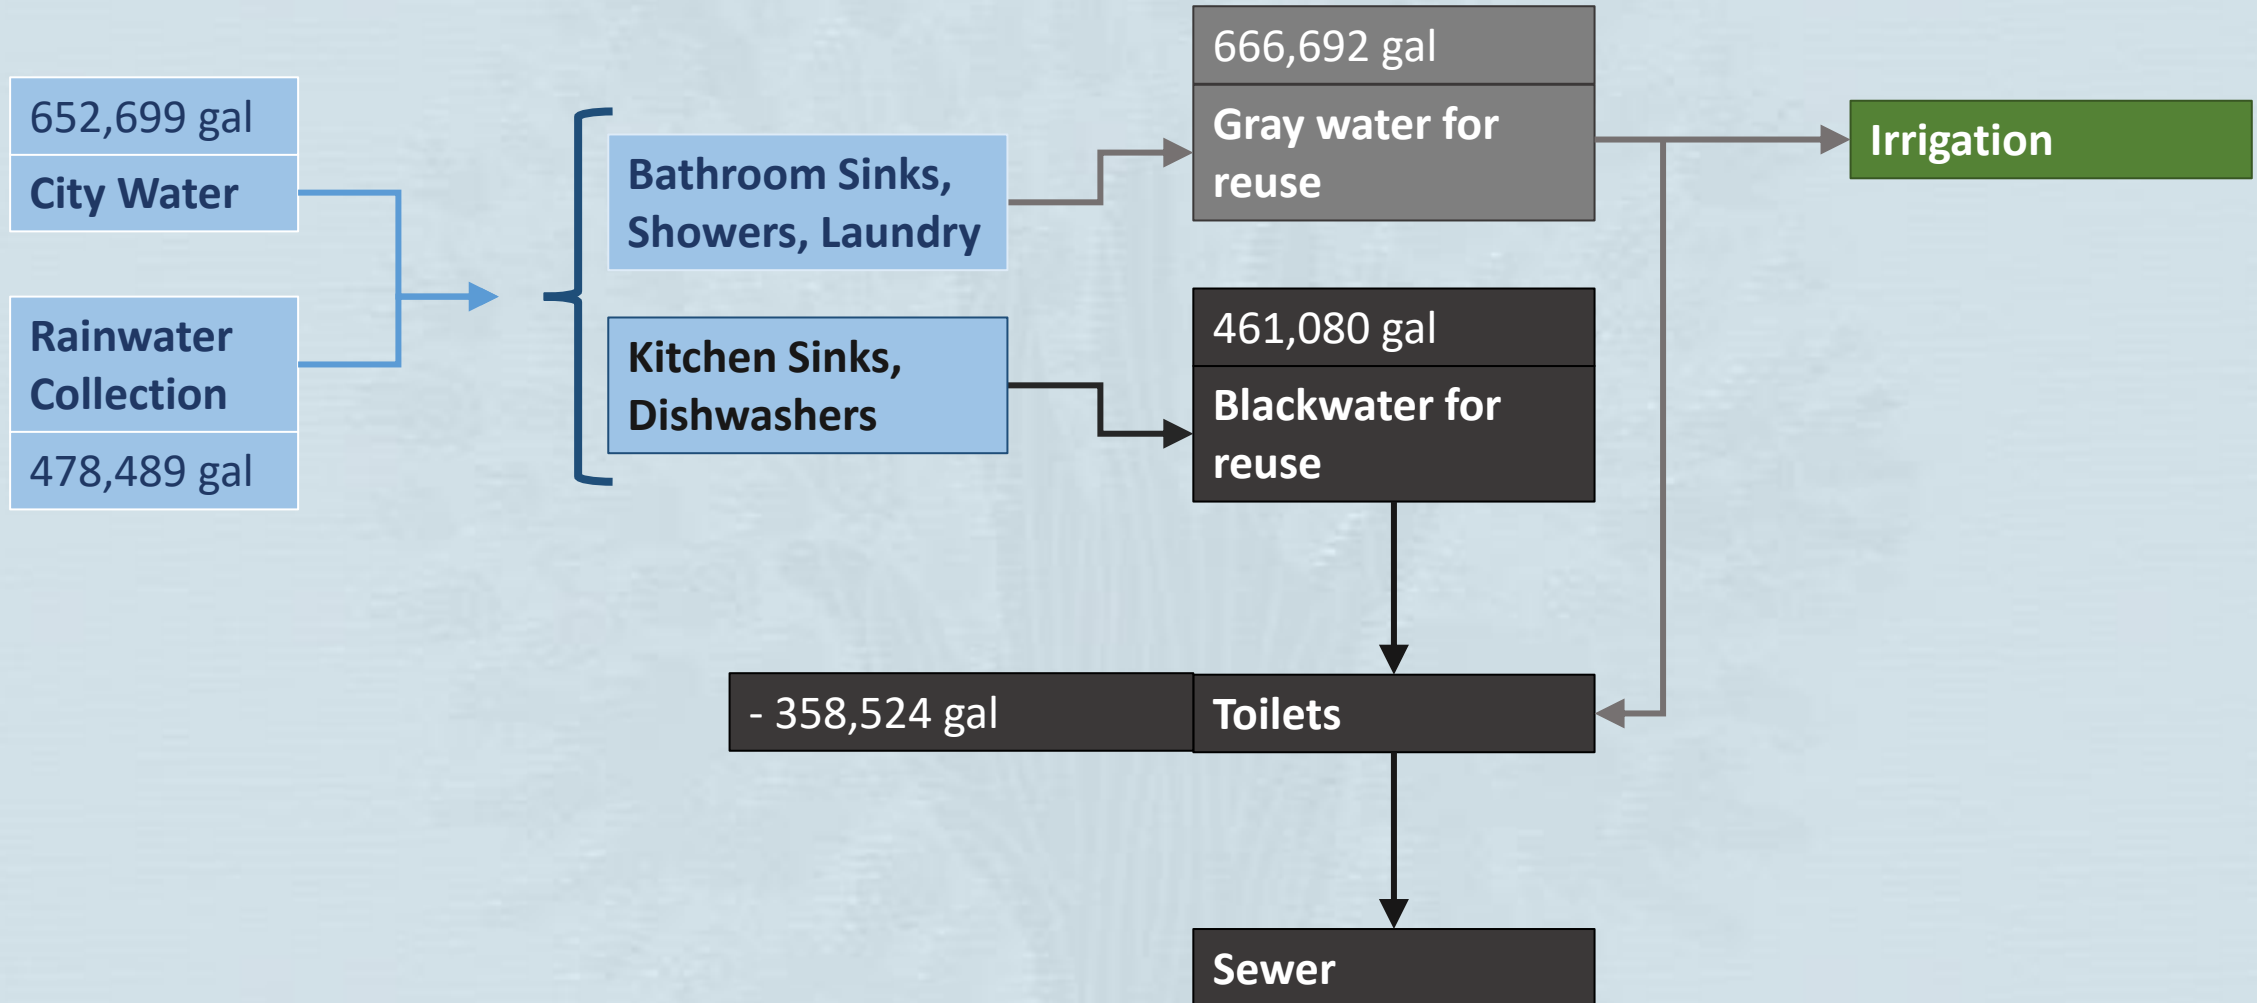 652,699 gal
City Water
Rainwater
Collection
478,489 gal
Bathroom Sinks,
Showers, Laundry
Kitchen Sinks,
Dishwashers
666,692 gal
Gray water for
reuse
461,080 gal
Blackwater for
reuse
Irrigation
- 358,524 gal
Toilets
Sewer